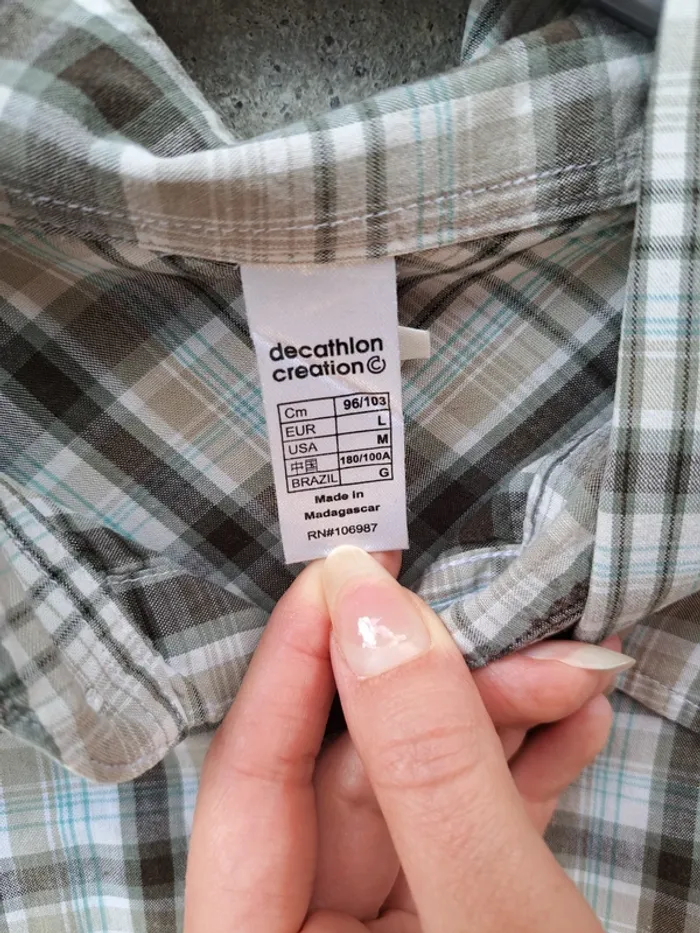 decathlon
creation©
Cm 96/103
EUR L
USA M
中国 180/100A
BRAZIL G
Made in
Madagascar
RN#106987